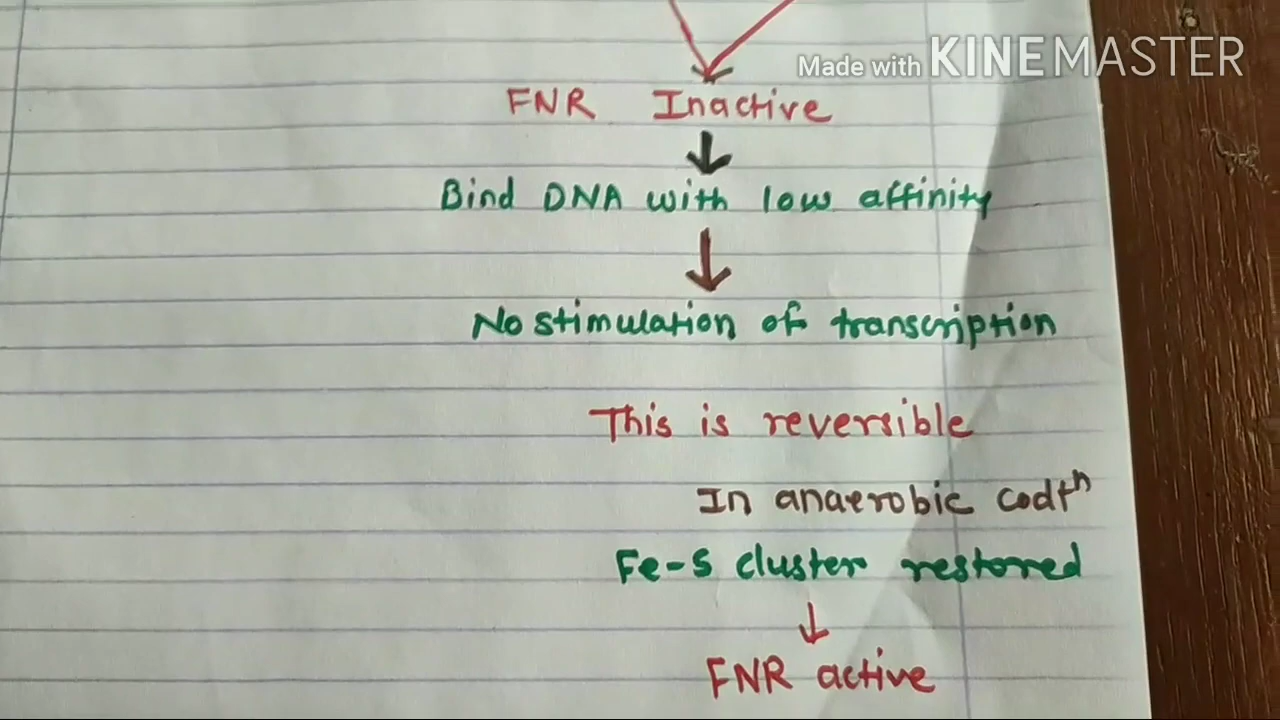 Made with KINEMASTER
FNR Inactive
Bind DNA with low affinity
No stimulation of transcription
This is reversible
In anaerobic codtn
Fe-S cluster restored
FNR active